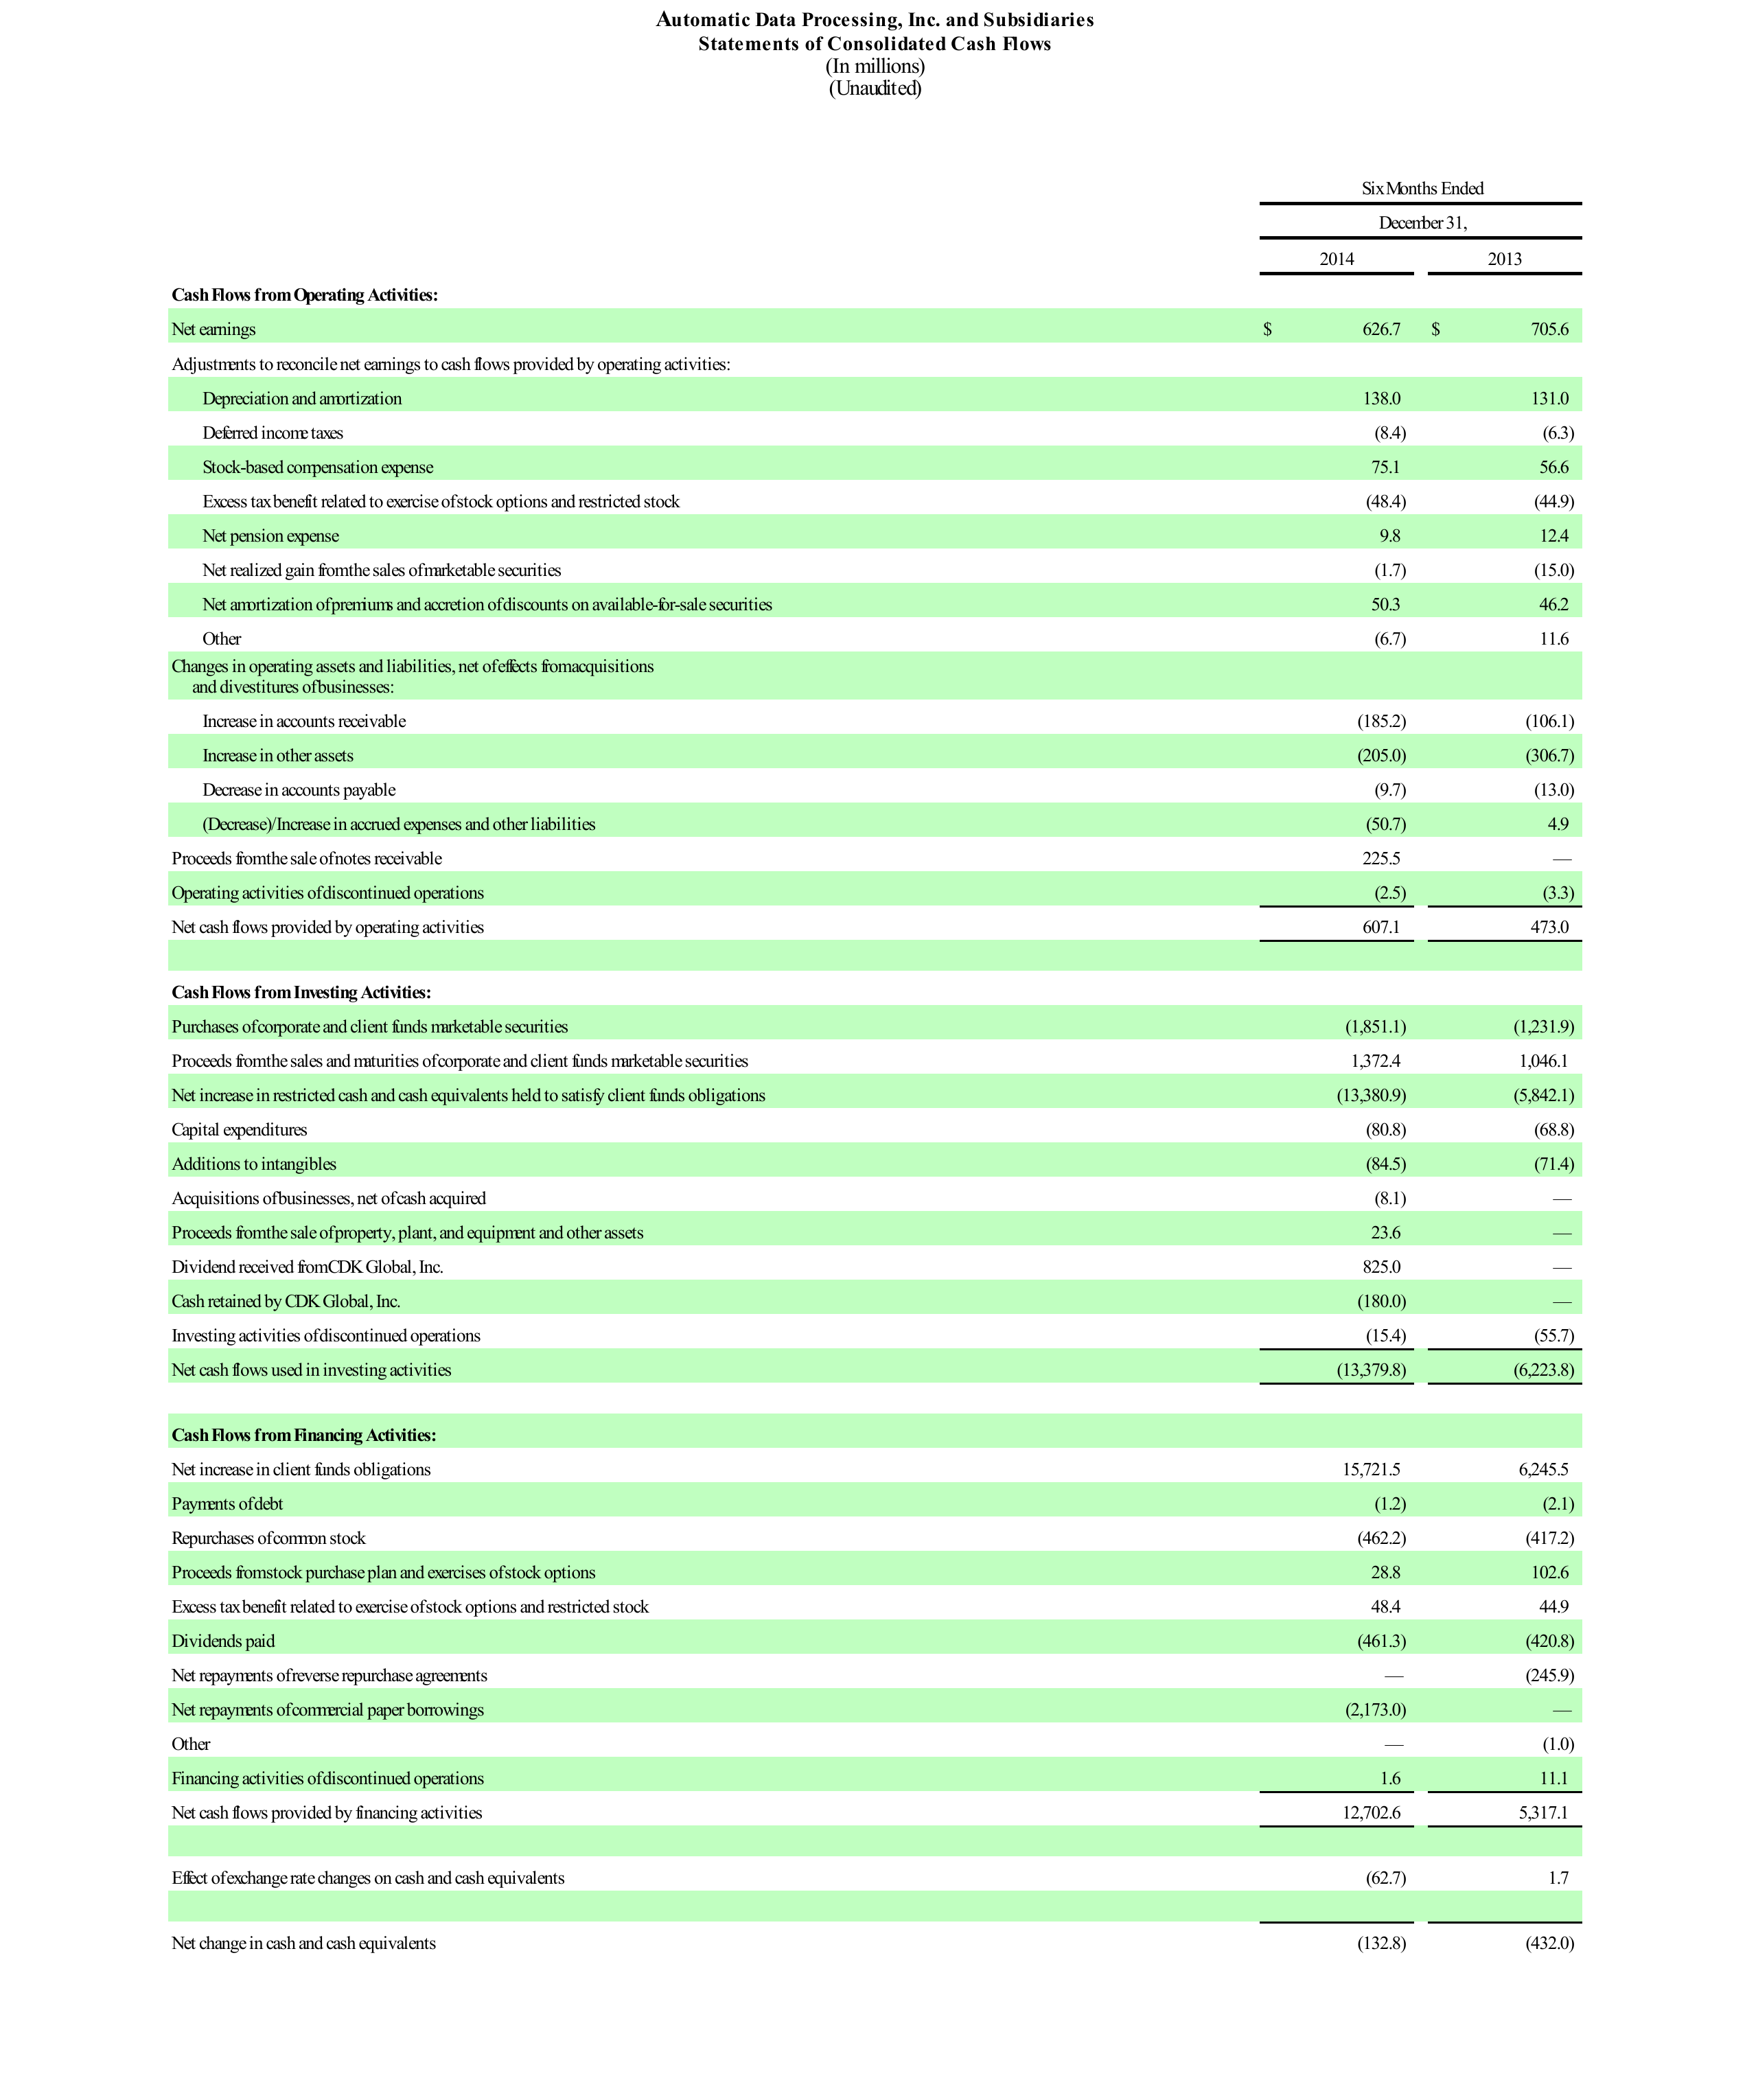 Automatic Data Processing, Inc. and Subsidiaries
Statements of Consolidated Cash Flows
(In millions)
(Unaudited)
Six Months Ended
December 31,
2014 2013
Cash Flows from Operating Activities:
Net earnings $ 626.7 $ 705.6
Adjustments to reconcile net earnings to cash flows provided by operating activities:
Depreciation and amortization 138.0 131.0
Deferred income taxes (8.4) (6.3)
Stock-based compensation expense 75.1 56.6
Excess tax benefit related to exercise of stock options and restricted stock (48.4) (44.9)
Net pension expense 9.8 12.4
Net realized gain from the sales of marketable securities (1.7) (15.0)
Net amortization of premiums and accretion of discounts on available-for-sale securities 50.3 46.2
Other (6.7) 11.6
Changes in operating assets and liabilities, net of effects from acquisitions
and divestitures of businesses:
Increase in accounts receivable (185.2) (106.1)
Increase in other assets (205.0) (306.7)
Decrease in accounts payable (9.7) (13.0)
(Decrease)/Increase in accrued expenses and other liabilities (50.7) 4.9
Proceeds from the sale of notes receivable 225.5 —
Operating activities of discontinued operations (2.5) (3.3)
Net cash flows provided by operating activities 607.1 473.0
Cash Flows from Investing Activities:
Purchases of corporate and client funds marketable securities (1,851.1) (1,231.9)
Proceeds from the sales and maturities of corporate and client funds marketable securities 1,372.4 1,046.1
Net increase in restricted cash and cash equivalents held to satisfy client funds obligations (13,380.9) (5,842.1)
Capital expenditures (80.8) (68.8)
Additions to intangibles (84.5) (71.4)
Acquisitions of businesses, net of cash acquired (8.1) —
Proceeds from the sale of property, plant, and equipment and other assets 23.6 —
Dividend received from CDK Global, Inc. 825.0 —
Cash retained by CDK Global, Inc. (180.0) —
Investing activities of discontinued operations (15.4) (55.7)
Net cash flows used in investing activities (13,379.8) (6,223.8)
Cash Flows from Financing Activities:
Net increase in client funds obligations 15,721.5 6,245.5
Payments of debt (1.2) (2.1)
Repurchases of common stock (462.2) (417.2)
Proceeds from stock purchase plan and exercises of stock options 28.8 102.6
Excess tax benefit related to exercise of stock options and restricted stock 48.4 44.9
Dividends paid (461.3) (420.8)
Net repayments of reverse repurchase agreements — (245.9)
Net repayments of commercial paper borrowings (2,173.0) —
Other — (1.0)
Financing activities of discontinued operations 1.6 11.1
Net cash flows provided by financing activities 12,702.6 5,317.1
Effect of exchange rate changes on cash and cash equivalents (62.7) 1.7
Net change in cash and cash equivalents (132.8) (432.0)